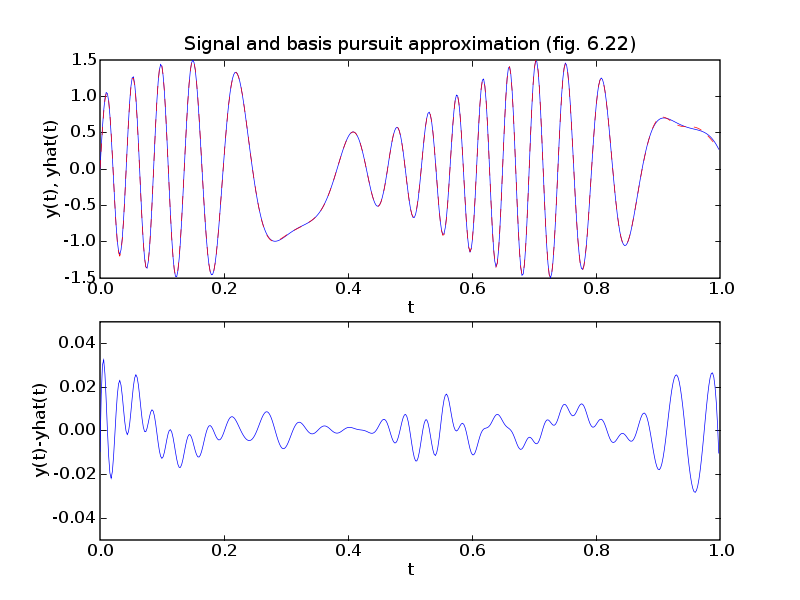 Signal and basis pursuit approximation (fig. 6.22)
y(t), yhat(t)
1.5
1.0
0.5
0.0
-0.5
-1.0
-1.5
0.0 0.2 0.4 0.6 0.8 1.0
t
y(t)-yhat(t)
0.04
0.02
0.00
-0.02
-0.04
0.0 0.2 0.4 0.6 0.8 1.0
t